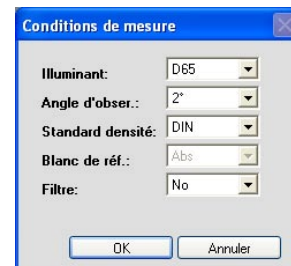 Conditions de mesure
Illuminant: D65
Angle d'obser.: 2°
Standard densité: DIN
Blanc de réf.: Abs
Filtre: No
OK Annuler